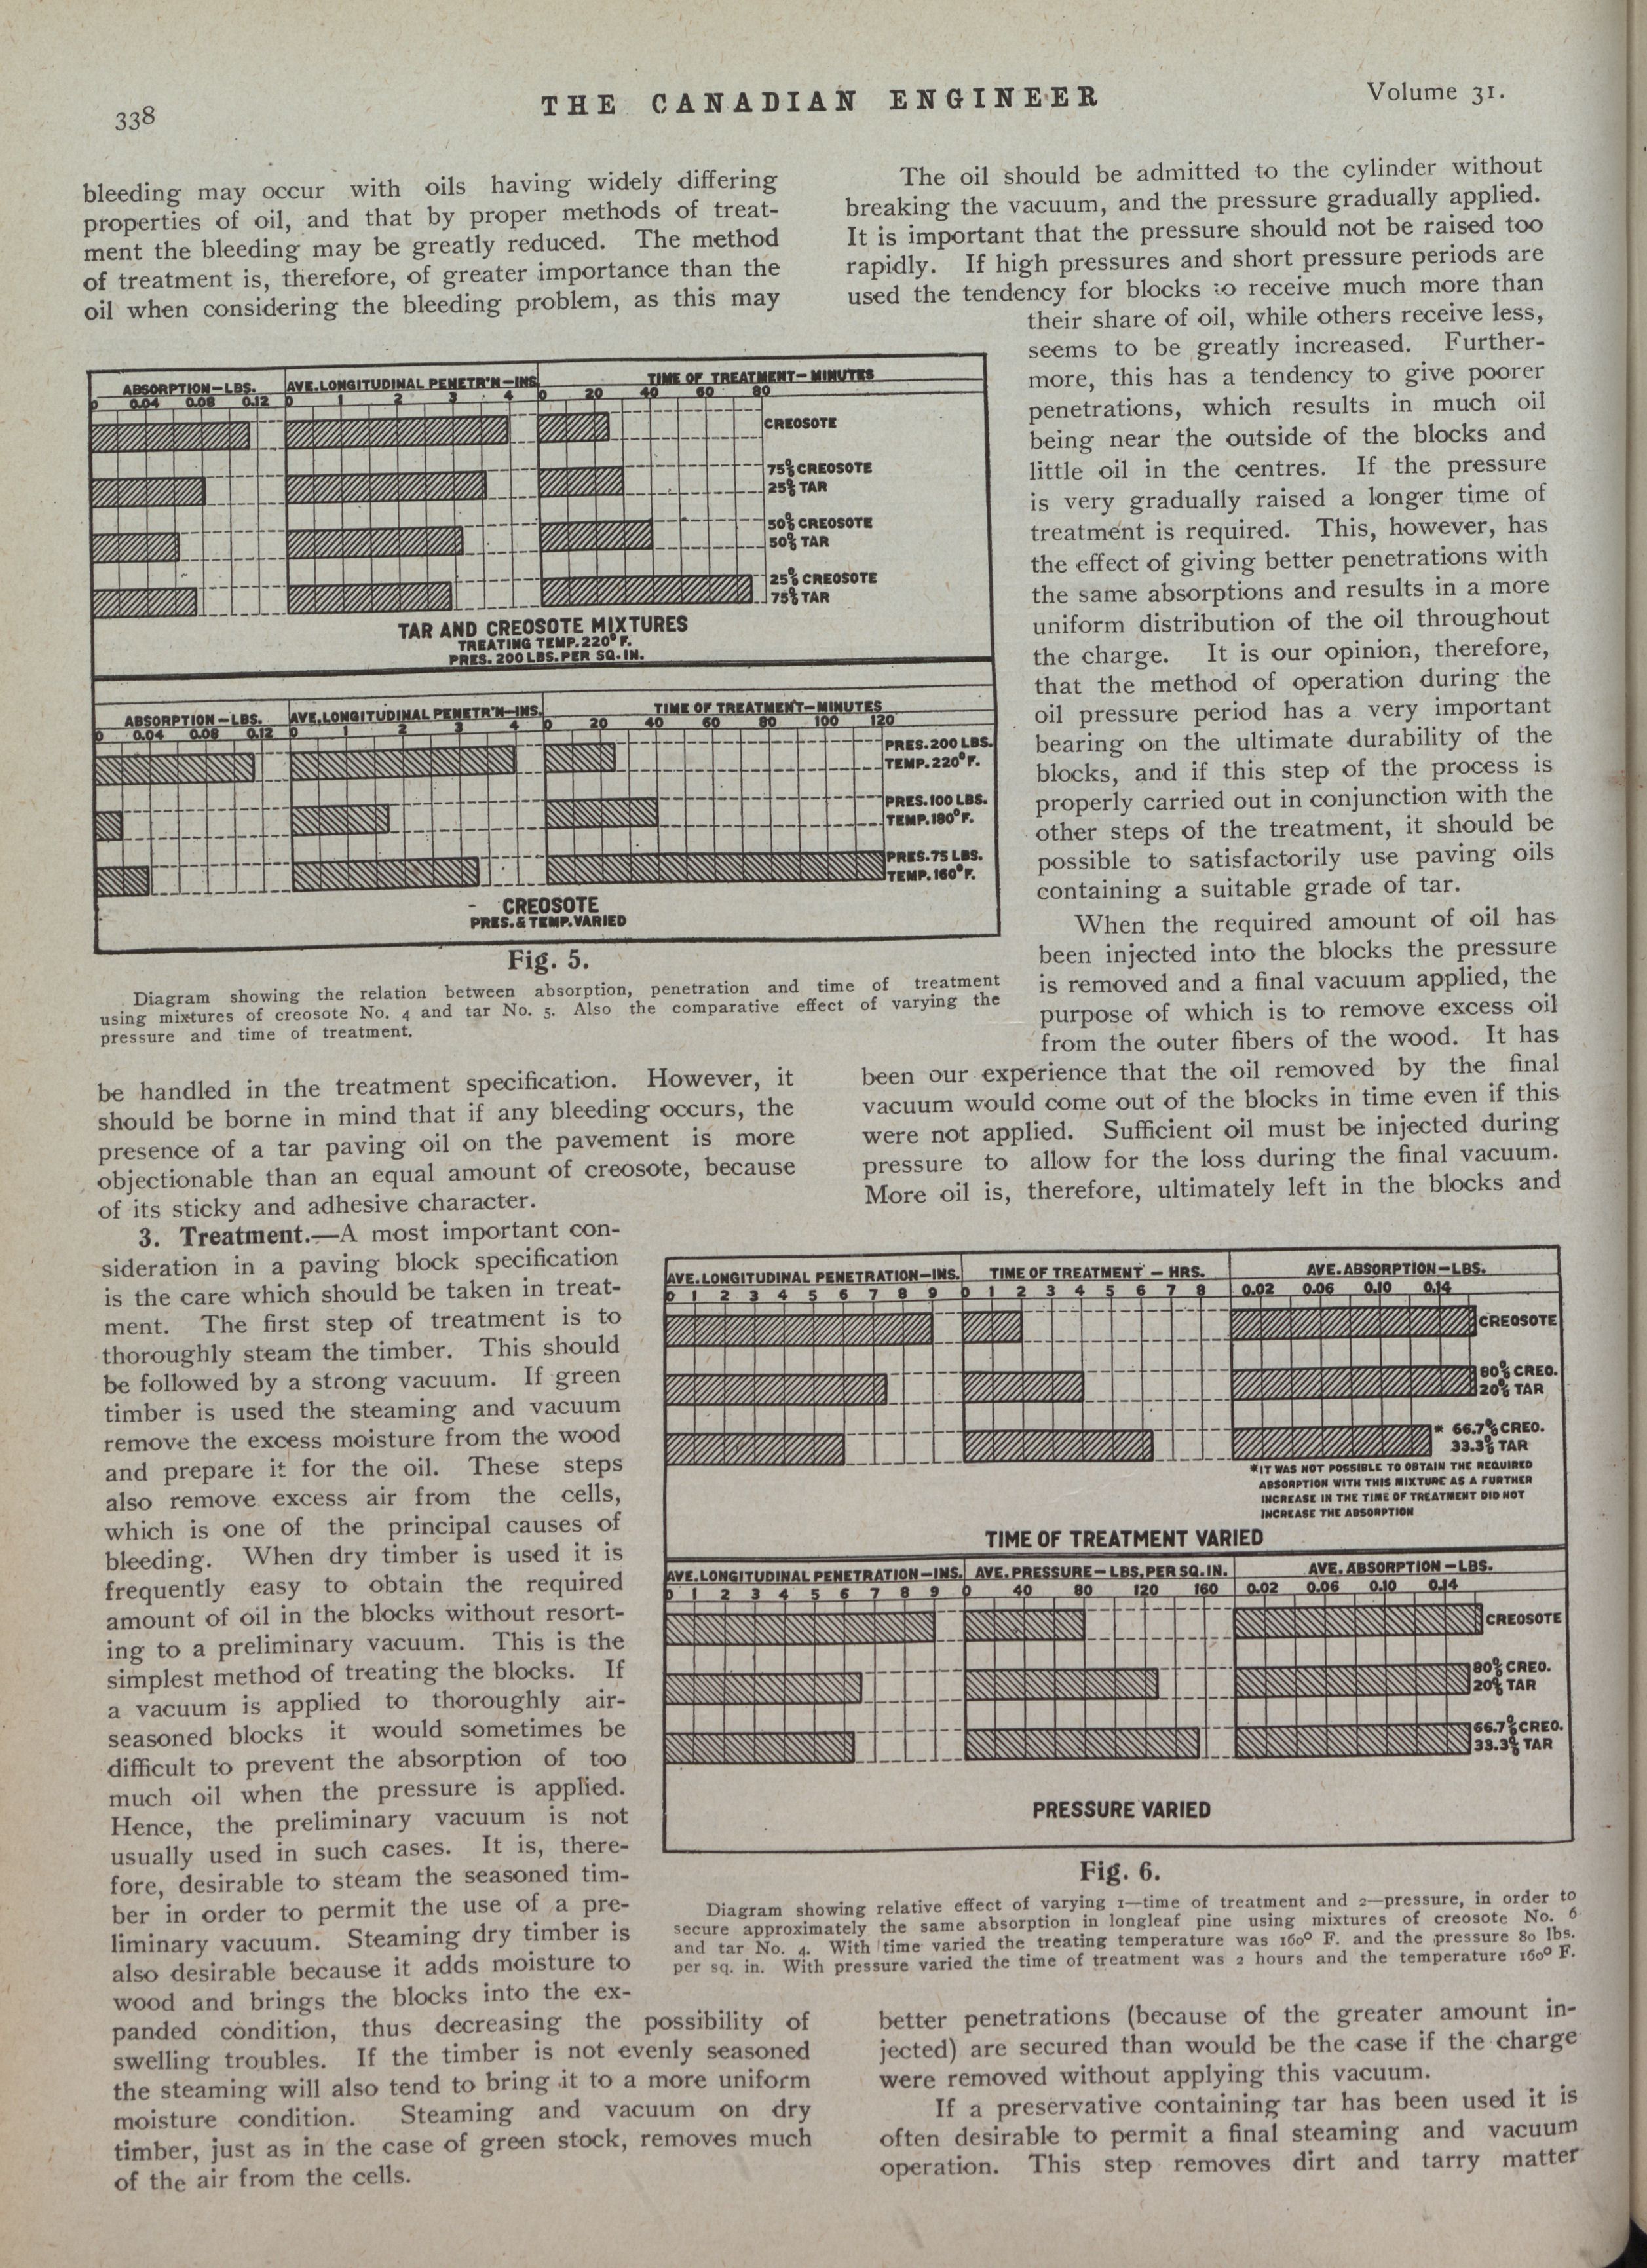 338
THE CANADIAN ENGINEER
Volume 31.
bleeding may occur with oils having widely differing
properties of oil, and that by proper methods of treat-
ment the bleeding may be greatly reduced. The method
of treatment is, therefore, of greater importance than the
oil when considering the bleeding problem, as this may
ABSORPTION—LBS. AVE. LONGITUDINAL PENETR'N—INS. TIME OF TREATMENT—MINUTES
0 0.04 0.08 0.12 0 1 2 3 4 0 20 40 60 80
CREOSOTE
75% CREOSOTE
25% TAR
50% CREOSOTE
50% TAR
25% CREOSOTE
75% TAR
TAR AND CREOSOTE MIXTURES
TREATING TEMP. 220° F.
PRES. 200 LBS. PER SQ. IN.
ABSORPTION—LBS. AVE. LONGITUDINAL PENETR'N—INS. TIME OF TREATMENT—MINUTES
0 0.04 0.08 0.12 0 1 2 3 4 0 20 40 60 80 100 120
PRES. 200 LBS.
TEMP. 220° F.
PRES. 100 LBS.
TEMP. 180° F.
PRES. 75 LBS.
TEMP. 160° F.
CREOSOTE
PRES. & TEMP. VARIED
Fig. 5.
Diagram showing the relation between absorption, penetration and time of treatment
using mixtures of creosote No. 4 and tar No. 5. Also the comparative effect of varying the
pressure and time of treatment.
be handled in the treatment specification. However, it
should be borne in mind that if any bleeding occurs, the
presence of a tar paving oil on the pavement is more
objectionable than an equal amount of creosote, because
of its sticky and adhesive character.
3. Treatment.—A most important con-
sideration in a paving block specification
is the care which should be taken in treat-
ment. The first step of treatment is to
thoroughly steam the timber. This should
be followed by a strong vacuum. If green
timber is used the steaming and vacuum
remove the excess moisture from the wood
and prepare it for the oil. These steps
also remove excess air from the cells,
which is one of the principal causes of
bleeding. When dry timber is used it is
frequently easy to obtain the required
amount of oil in the blocks without resort-
ing to a preliminary vacuum. This is the
simplest method of treating the blocks. If
a vacuum is applied to thoroughly air-
seasoned blocks it would sometimes be
difficult to prevent the absorption of too
much oil when the pressure is applied.
Hence, the preliminary vacuum is not
usually used in such cases. It is, there-
fore, desirable to steam the seasoned tim-
ber in order to permit the use of a pre-
liminary vacuum. Steaming dry timber is
also desirable because it adds moisture to
wood and brings the blocks into the ex-
panded condition, thus decreasing the possibility of
swelling troubles. If the timber is not evenly seasoned
the steaming will also tend to bring it to a more uniform
moisture condition. Steaming and vacuum on dry
timber, just as in the case of green stock, removes much
of the air from the cells.
The oil should be admitted to the cylinder without
breaking the vacuum, and the pressure gradually applied.
It is important that the pressure should not be raised too
rapidly. If high pressures and short pressure periods are
used the tendency for blocks to receive much more than
their share of oil, while others receive less,
seems to be greatly increased. Further-
more, this has a tendency to give poorer
penetrations, which results in much oil
being near the outside of the blocks and
little oil in the centres. If the pressure
is very gradually raised a longer time of
treatment is required. This, however, has
the effect of giving better penetrations with
the same absorptions and results in a more
uniform distribution of the oil throughout
the charge. It is our opinion, therefore,
that the method of operation during the
oil pressure period has a very important
bearing on the ultimate durability of the
blocks, and if this step of the process is
properly carried out in conjunction with the
other steps of the treatment, it should be
possible to satisfactorily use paving oils
containing a suitable grade of tar.
When the required amount of oil has
been injected into the blocks the pressure
is removed and a final vacuum applied, the
purpose of which is to remove excess oil
from the outer fibers of the wood. It has
been our experience that the oil removed by the final
vacuum would come out of the blocks in time even if this
were not applied. Sufficient oil must be injected during
pressure to allow for the loss during the final vacuum.
More oil is, therefore, ultimately left in the blocks and
AVE. LONGITUDINAL PENETRATION—INS. TIME OF TREATMENT — HRS. AVE. ABSORPTION—LBS.
0 1 2 3 4 5 6 7 8 9 0 1 2 3 4 5 6 7 8 0.02 0.06 0.10 0.14
CREOSOTE
80% CREO.
20% TAR
* 66.7% CREO.
33.3% TAR
*IT WAS NOT POSSIBLE TO OBTAIN THE REQUIRED
ABSORPTION WITH THIS MIXTURE AS A FURTHER
INCREASE IN THE TIME OF TREATMENT DID NOT
INCREASE THE ABSORPTION
TIME OF TREATMENT VARIED
AVE. LONGITUDINAL PENETRATION—INS. AVE. PRESSURE—LBS. PER SQ. IN. AVE. ABSORPTION—LBS.
0 1 2 3 4 5 6 7 8 9 0 40 80 120 160 0.02 0.06 0.10 0.14
CREOSOTE
80% CREO.
20% TAR
66.7% CREO.
33.3% TAR
PRESSURE VARIED
Fig. 6.
Diagram showing relative effect of varying 1—time of treatment and 2—pressure, in order to
secure approximately the same absorption in longleaf pine using mixtures of creosote No. 6
and tar No. 4. With time varied the treating temperature was 160° F. and the pressure 80 lbs.
per sq. in. With pressure varied the time of treatment was 2 hours and the temperature 160° F.
better penetrations (because of the greater amount in-
jected) are secured than would be the case if the charge
were removed without applying this vacuum.
If a preservative containing tar has been used it is
often desirable to permit a final steaming and vacuum
operation. This step removes dirt and tarry matter